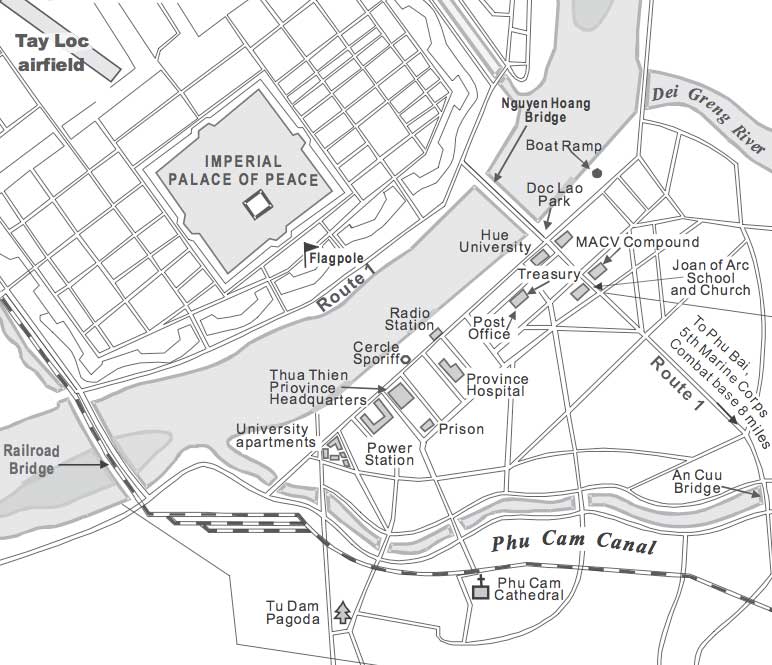 Tay Loc
airfield
Dei Greng River
Nguyen Hoang
Bridge
Boat Ramp
IMPERIAL
PALACE OF PEACE
Doc Lao
Park
Hue
University
MACV Compound
Flagpole
Route 1
Treasury
Joan of Arc
School
and Church
Radio
Station
Post
Office
To Phu Bai,
5th Marine Corps
Combat base 8 miles
Cercle
Sporiff
Route 1
Thua Thien
Priovince
Headquarters
Province
Hospital
University
apartments
Prison
Power
Station
Railroad
Bridge
An Cuu
Bridge
Phu Cam Canal
Phu Cam
Cathedral
Tu Dam
Pagoda